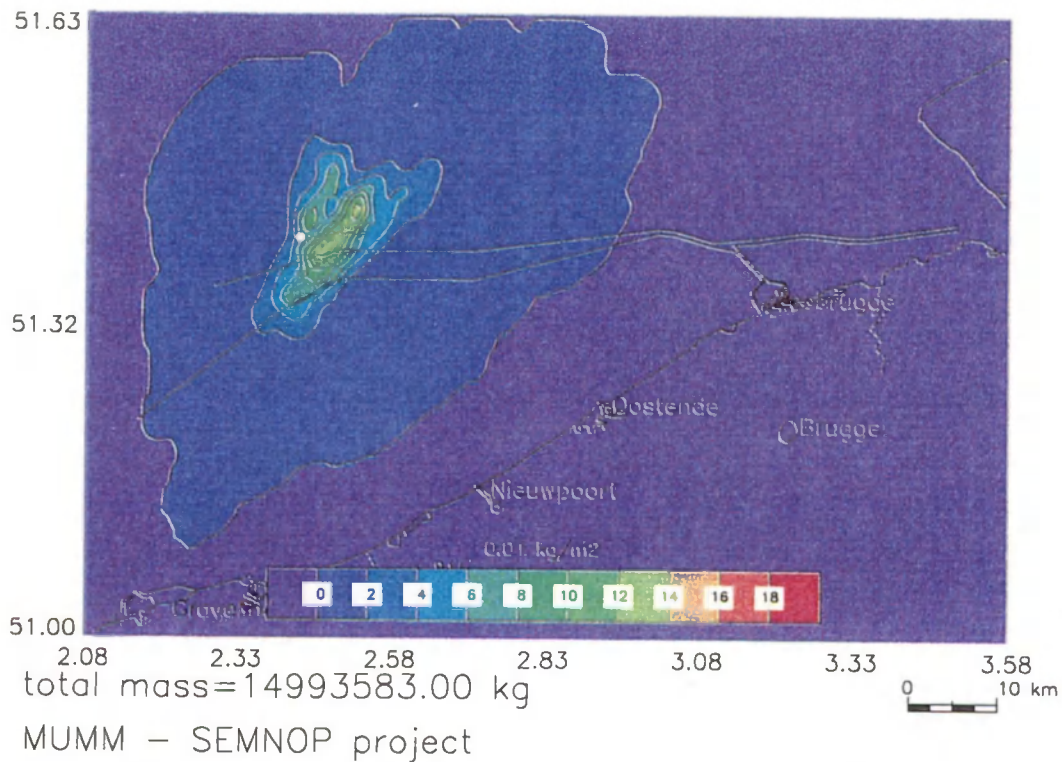 51.63
51.32
51.00
Oostende
Brugge
Nieuwpoort
0.01 kg/m2
0 2 4 6 8 10 12 14 16 18
2.08 2.33 2.58 2.83 3.08 3.33 3.58
total mass=14993583.00 kg
0 10 km
MUMM - SEMNOP project